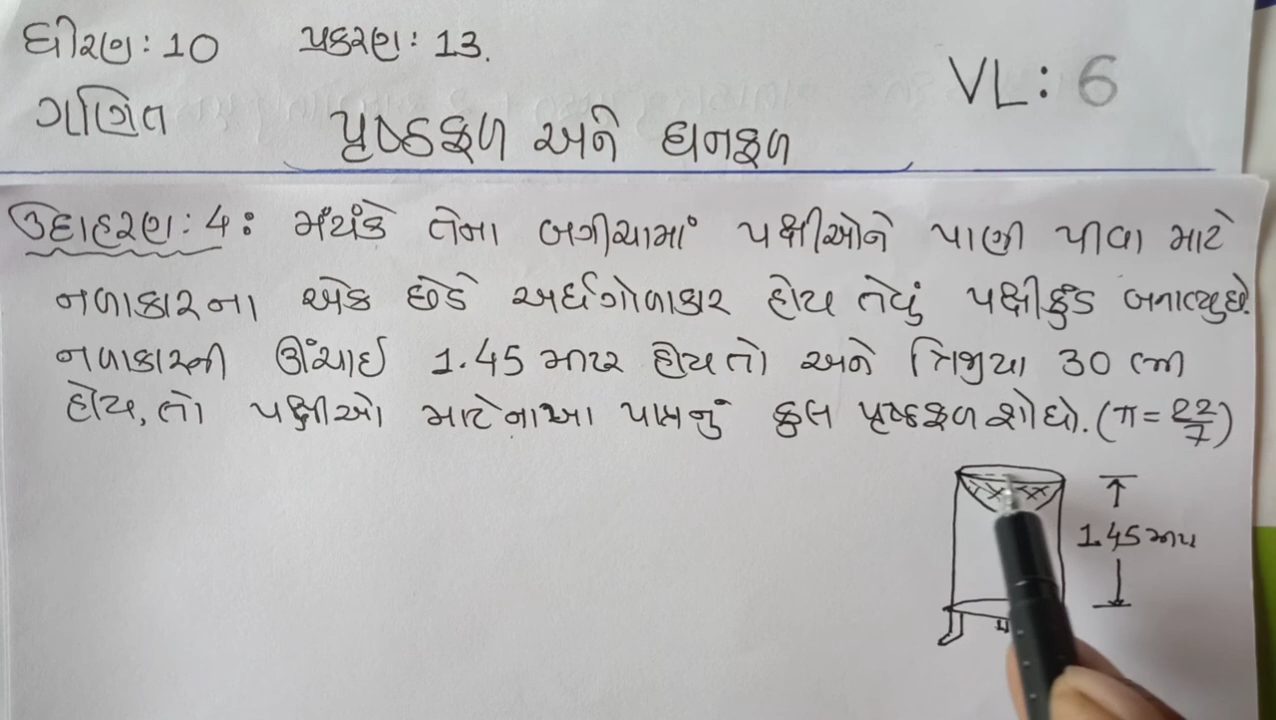 ધોરણ: 10 પ્રકરણ: 13.
ગણિત
VL: 6
પૃષ્ઠફળ અને ઘનફળ
ઉદાહરણ: 4: મયંકે તેના બગીચામાં પક્ષીઓને પાણી પીવા માટે
નળાકારના એક છેડે અર્ધગોળાકાર હોય તેવું પક્ષીકુંડ બનાવ્યુ છે.
નળાકારની ઊંચાઈ 1.45 મીટર હોય તો અને ત્રિજ્યા 30 સેમી
હોય, તો પક્ષીઓ માટેના આ પાત્રનું કુલ પૃષ્ઠફળ શોધો. (π = 22/7)
1.45 મીટર